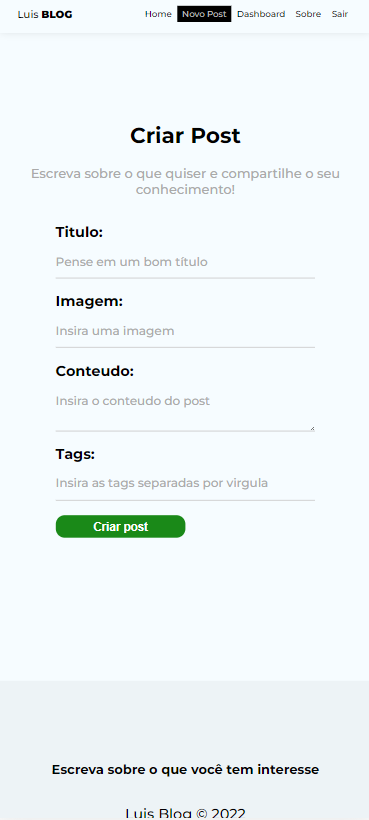 Luis BLOG Home Novo Post Dashboard Sobre Sair
Criar Post
Escreva sobre o que quiser e compartilhe o seu
conhecimento!
Titulo:
Pense em um bom título
Imagem:
Insira uma imagem
Conteudo:
Insira o conteudo do post
Tags:
Insira as tags separadas por virgula
Criar post
Escreva sobre o que você tem interesse
Luis Blog © 2022